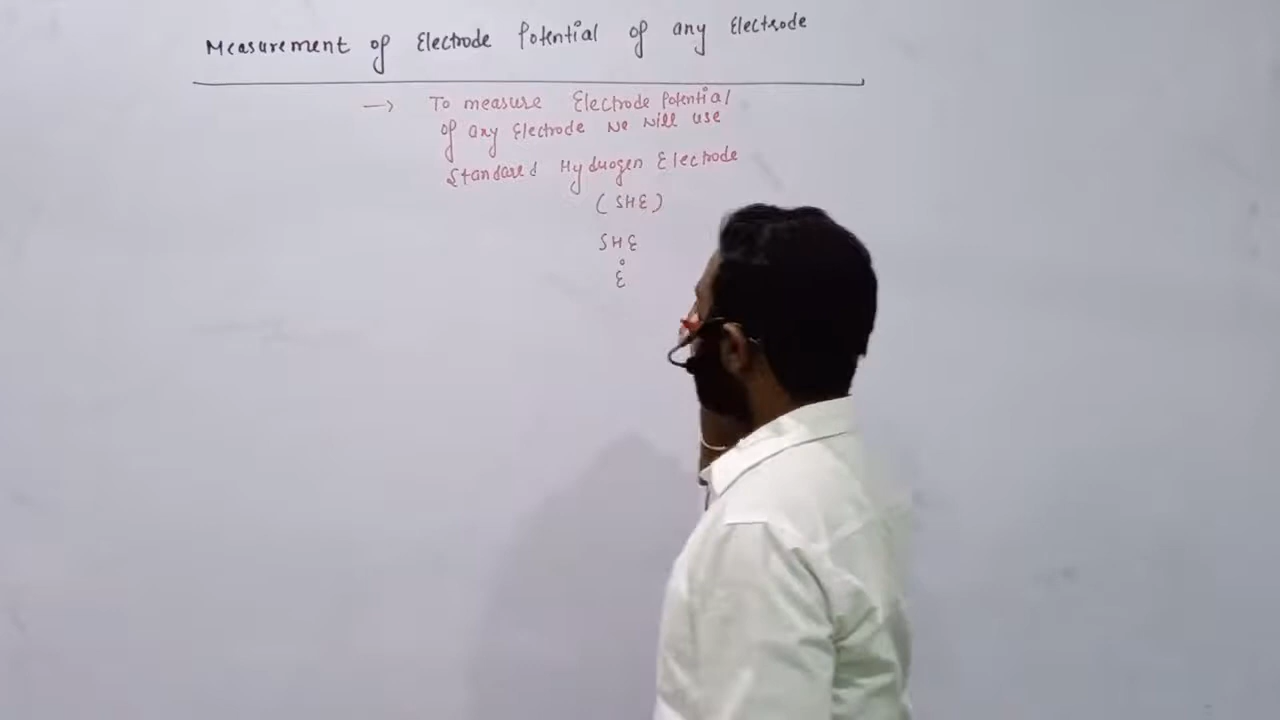 Measurement of Electrode Potential of any Electrode
→ To measure Electrode Potential
of any Electrode we will use
Standard Hydrogen Electrode
(SHE)
SHE
E°